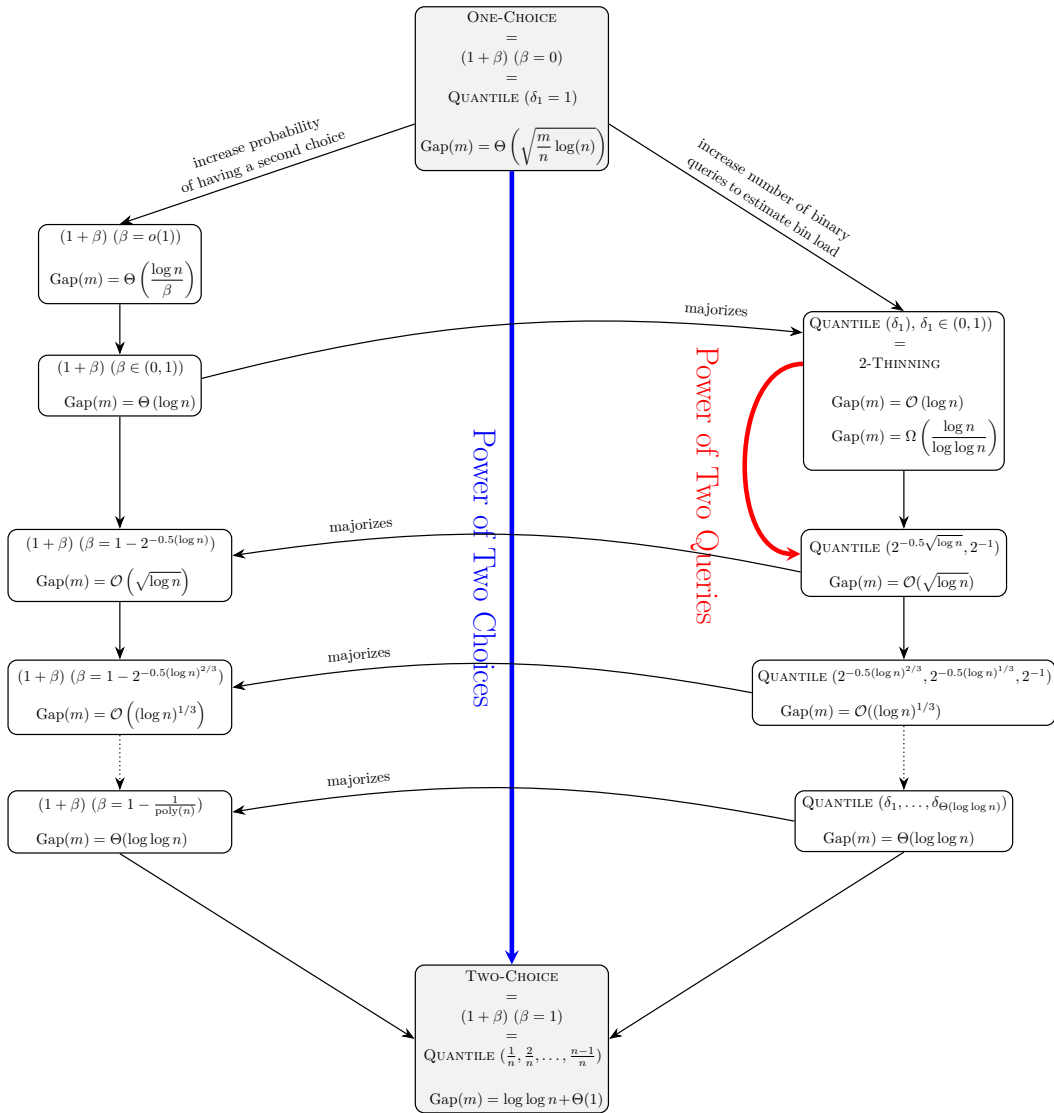 ONE-CHOICE
=
(1 + β) (β = 0)
=
QUANTILE (δ₁ = 1)
Gap(m) = Θ(√(m/n log(n)))
increase probability
of having a second choice
increase number of binary
queries to estimate bin load
(1 + β) (β = o(1))
Gap(m) = Θ(log n/β)
majorizes
QUANTILE (δ₁), δ₁ ∈ (0, 1))
=
2-THINNING
Gap(m) = 𝒪(log n)
Gap(m) = Ω(log n/log log n)
(1 + β) (β ∈ (0, 1))
Gap(m) = Θ(log n)
Power of Two Choices
Power of Two Queries
(1 + β) (β = 1 − 2^{−0.5(log n)})
Gap(m) = 𝒪(√(log n))
majorizes
QUANTILE (2^{−0.5√(log n)}, 2^{−1})
Gap(m) = 𝒪(√(log n))
(1 + β) (β = 1 − 2^{−0.5(log n)^{2/3}})
Gap(m) = 𝒪((log n)^{1/3})
majorizes
QUANTILE (2^{−0.5(log n)^{2/3}}, 2^{−0.5(log n)^{1/3}}, 2^{−1})
Gap(m) = 𝒪((log n)^{1/3})
(1 + β) (β = 1 − 1/poly(n))
Gap(m) = Θ(log log n)
majorizes
QUANTILE (δ₁, . . . , δ_{Θ(log log n)})
Gap(m) = Θ(log log n)
TWO-CHOICE
=
(1 + β) (β = 1)
=
QUANTILE (1/n, 2/n, . . . , n−1/n)
Gap(m) = log log n + Θ(1)